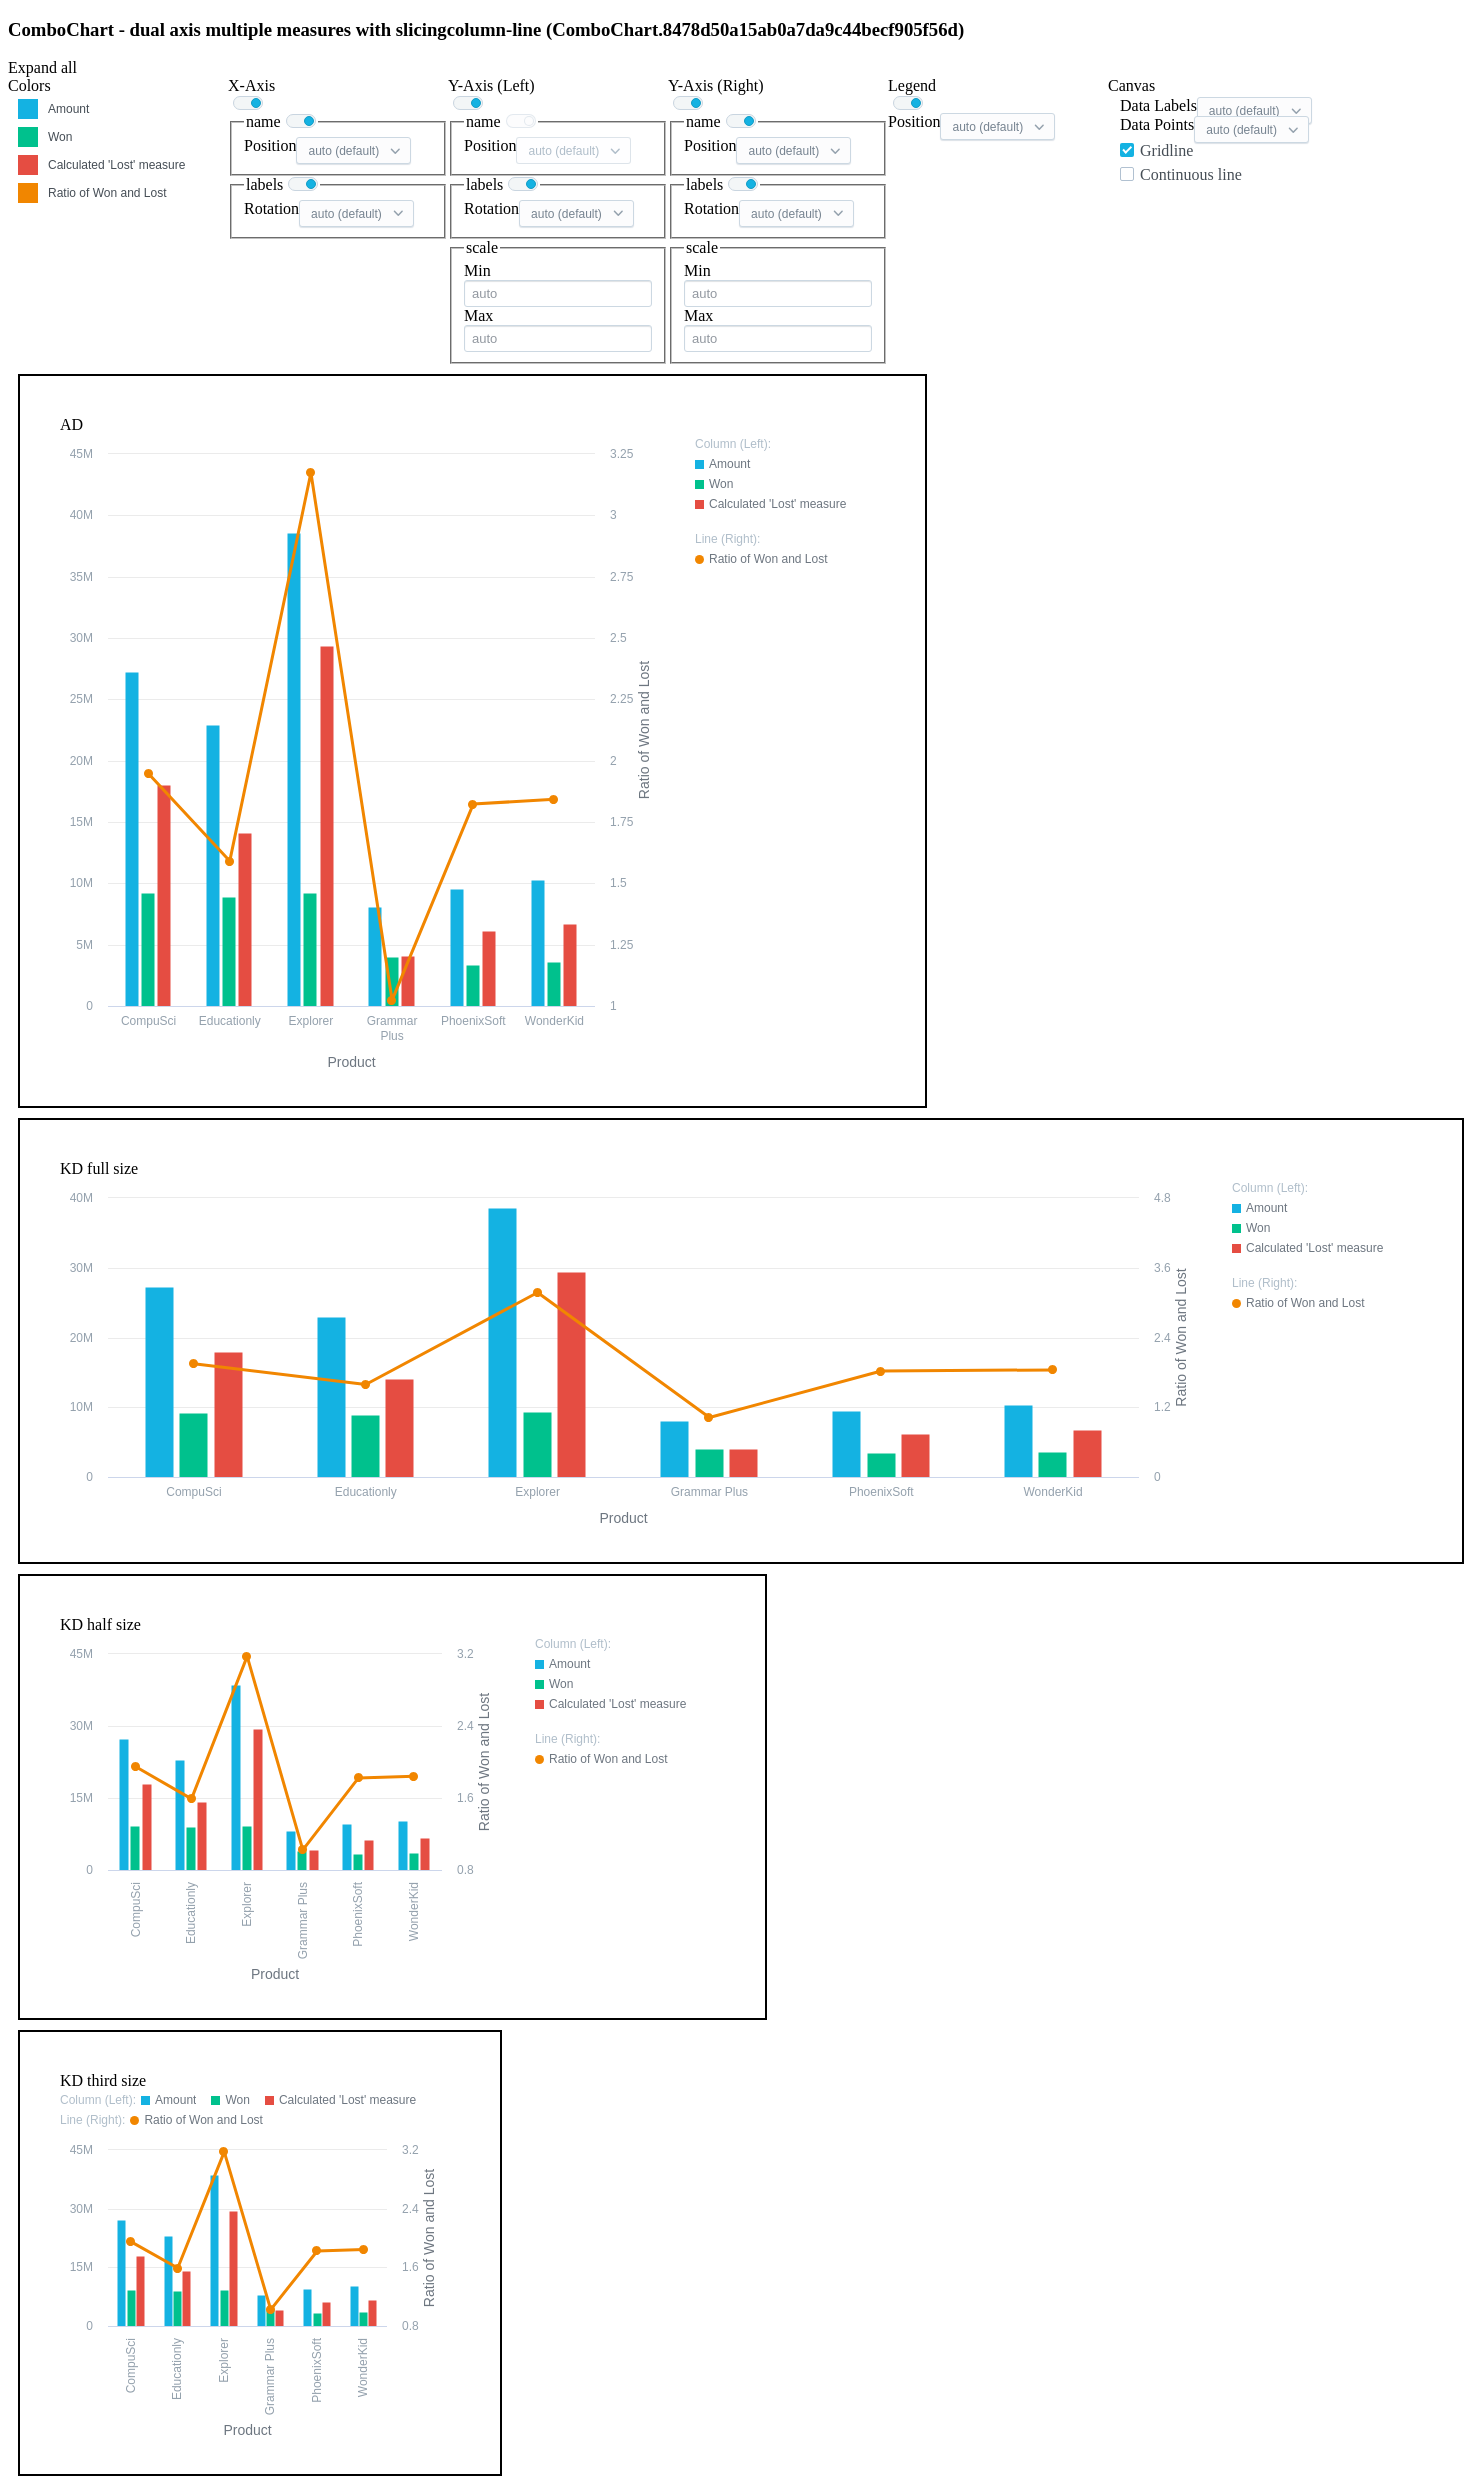 ComboChart - dual axis multiple measures with slicingcolumn-line (ComboChart.8478d50a15ab0a7da9c44becf905f56d)
Expand all
Colors
Amount
Won
Calculated 'Lost' measure
Ratio of Won and Lost
X-Axis
name
Position auto (default)
labels
Rotation auto (default)
Y-Axis (Left)
name
Position auto (default)
labels
Rotation auto (default)
scale
Min
auto
Max
auto
Y-Axis (Right)
name
Position auto (default)
labels
Rotation auto (default)
scale
Min
auto
Max
auto
Legend
Position auto (default)
Canvas
Data Labels auto (default)
Data Points auto (default)
Gridline
Continuous line
AD
45M
40M
35M
30M
25M
20M
15M
10M
5M
0
3.25
3
2.75
2.5
2.25
2
1.75
1.5
1.25
1
Ratio of Won and Lost
CompuSci
Educationly
Explorer
Grammar
Plus
PhoenixSoft
WonderKid
Product
Column (Left):
Amount
Won
Calculated 'Lost' measure
Line (Right):
Ratio of Won and Lost
KD full size
40M
30M
20M
10M
0
4.8
3.6
2.4
1.2
0
Ratio of Won and Lost
CompuSci
Educationly
Explorer
Grammar Plus
PhoenixSoft
WonderKid
Product
Column (Left):
Amount
Won
Calculated 'Lost' measure
Line (Right):
Ratio of Won and Lost
KD half size
45M
30M
15M
0
3.2
2.4
1.6
0.8
Ratio of Won and Lost
CompuSci
Educationly
Explorer
Grammar Plus
PhoenixSoft
WonderKid
Product
Column (Left):
Amount
Won
Calculated 'Lost' measure
Line (Right):
Ratio of Won and Lost
KD third size
Column (Left): Amount Won Calculated 'Lost' measure
Line (Right): Ratio of Won and Lost
45M
30M
15M
0
3.2
2.4
1.6
0.8
Ratio of Won and Lost
CompuSci
Educationly
Explorer
Grammar Plus
PhoenixSoft
WonderKid
Product